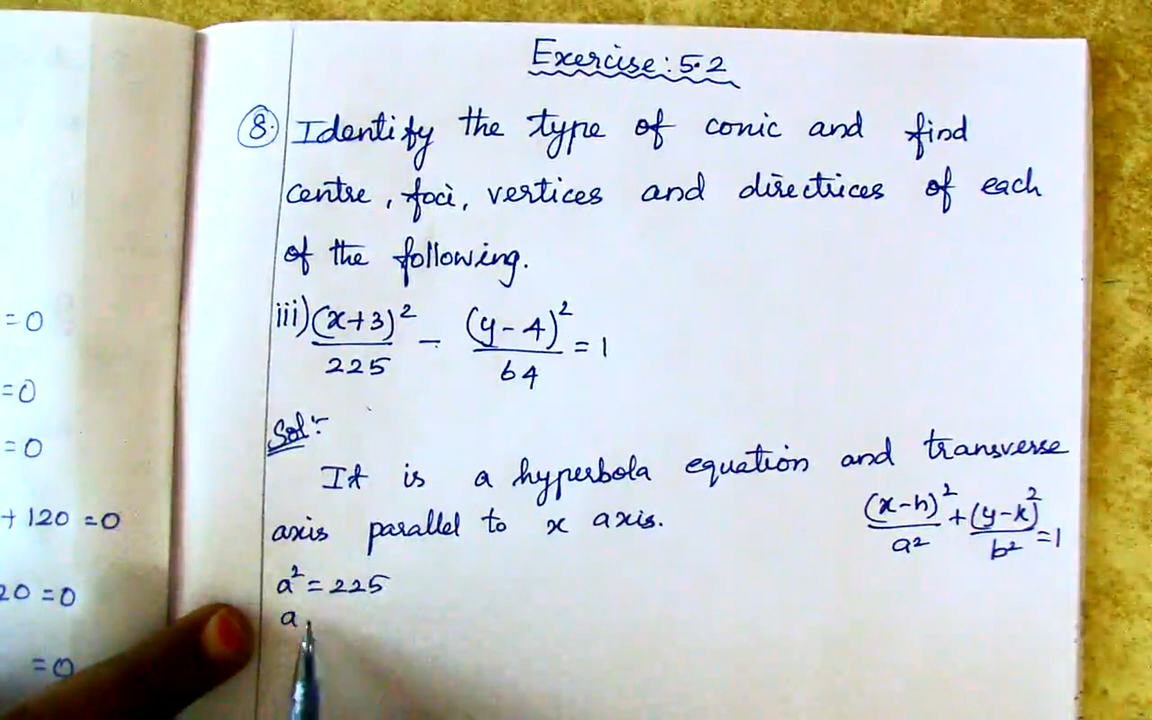 Exercise: 5.2
8. Identify the type of conic and find
centre, foci, vertices and directrices of each
of the following.
iii) (x+3)²/225 - (y-4)²/64 = 1
Sol:-
It is a hyperbola equation and transverse
axis parallel to x axis.
(x-h)²/a² + (y-k)²/b² = 1
a² = 225
a
=0
=0
=0
+ 120 =0
20 =0
=0